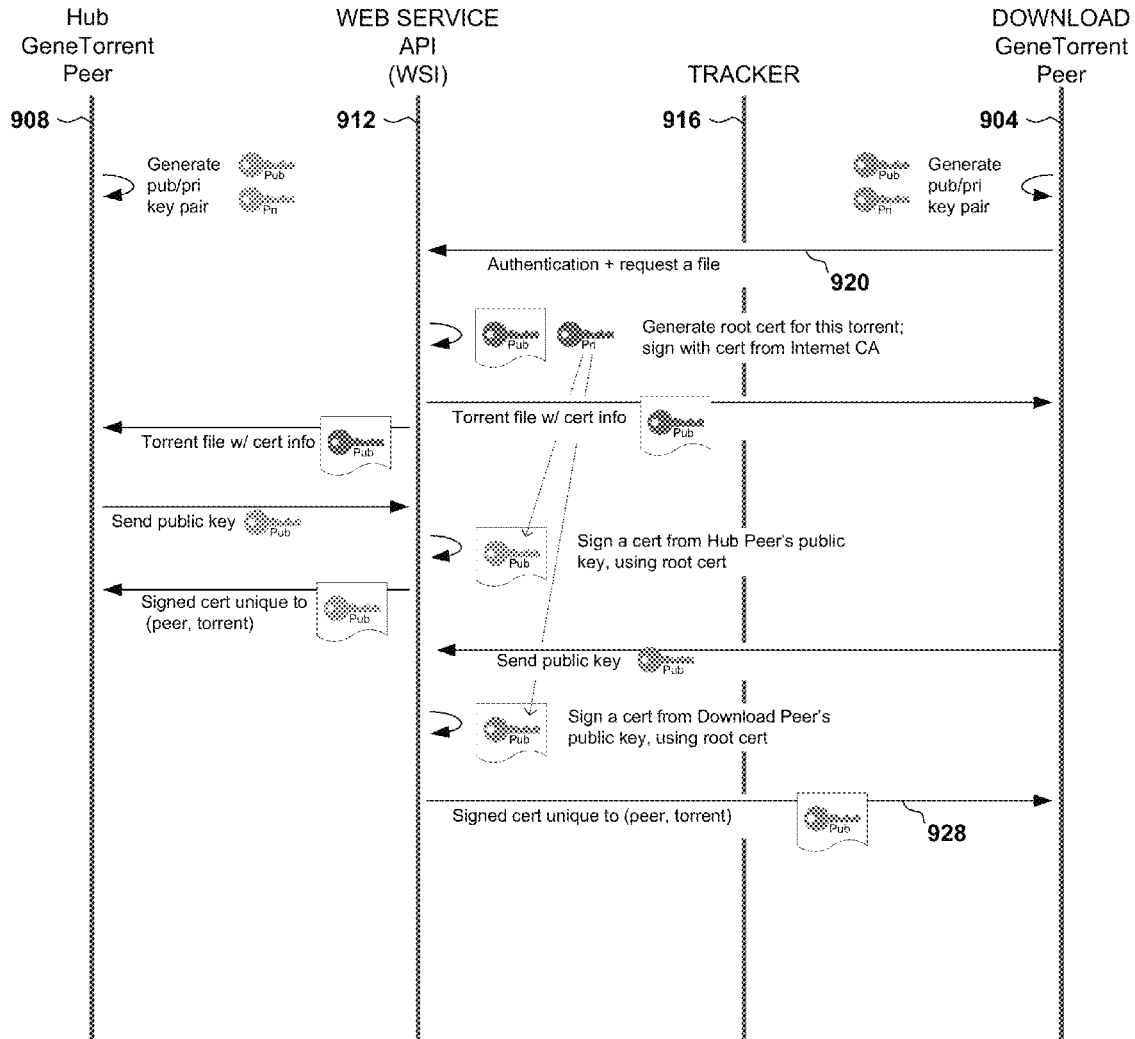 Hub
GeneTorrent
Peer
WEB SERVICE
API
(WSI)
TRACKER
DOWNLOAD
GeneTorrent
Peer
908
912
916
904
Generate
pub/pri
key pair
Pub
Pri
Pub
Pri
Generate
pub/pri
key pair
Authentication + request a file
920
Pub
Pri
Generate root cert for this torrent;
sign with cert from Internet CA
Torrent file w/ cert info
Pub
Torrent file w/ cert info
Pub
Send public key
Pub
Pub
Sign a cert from Hub Peer's public
key, using root cert
Signed cert unique to
(peer, torrent)
Pub
Send public key
Pub
Pub
Sign a cert from Download Peer's
public key, using root cert
Signed cert unique to (peer, torrent)
Pub
928